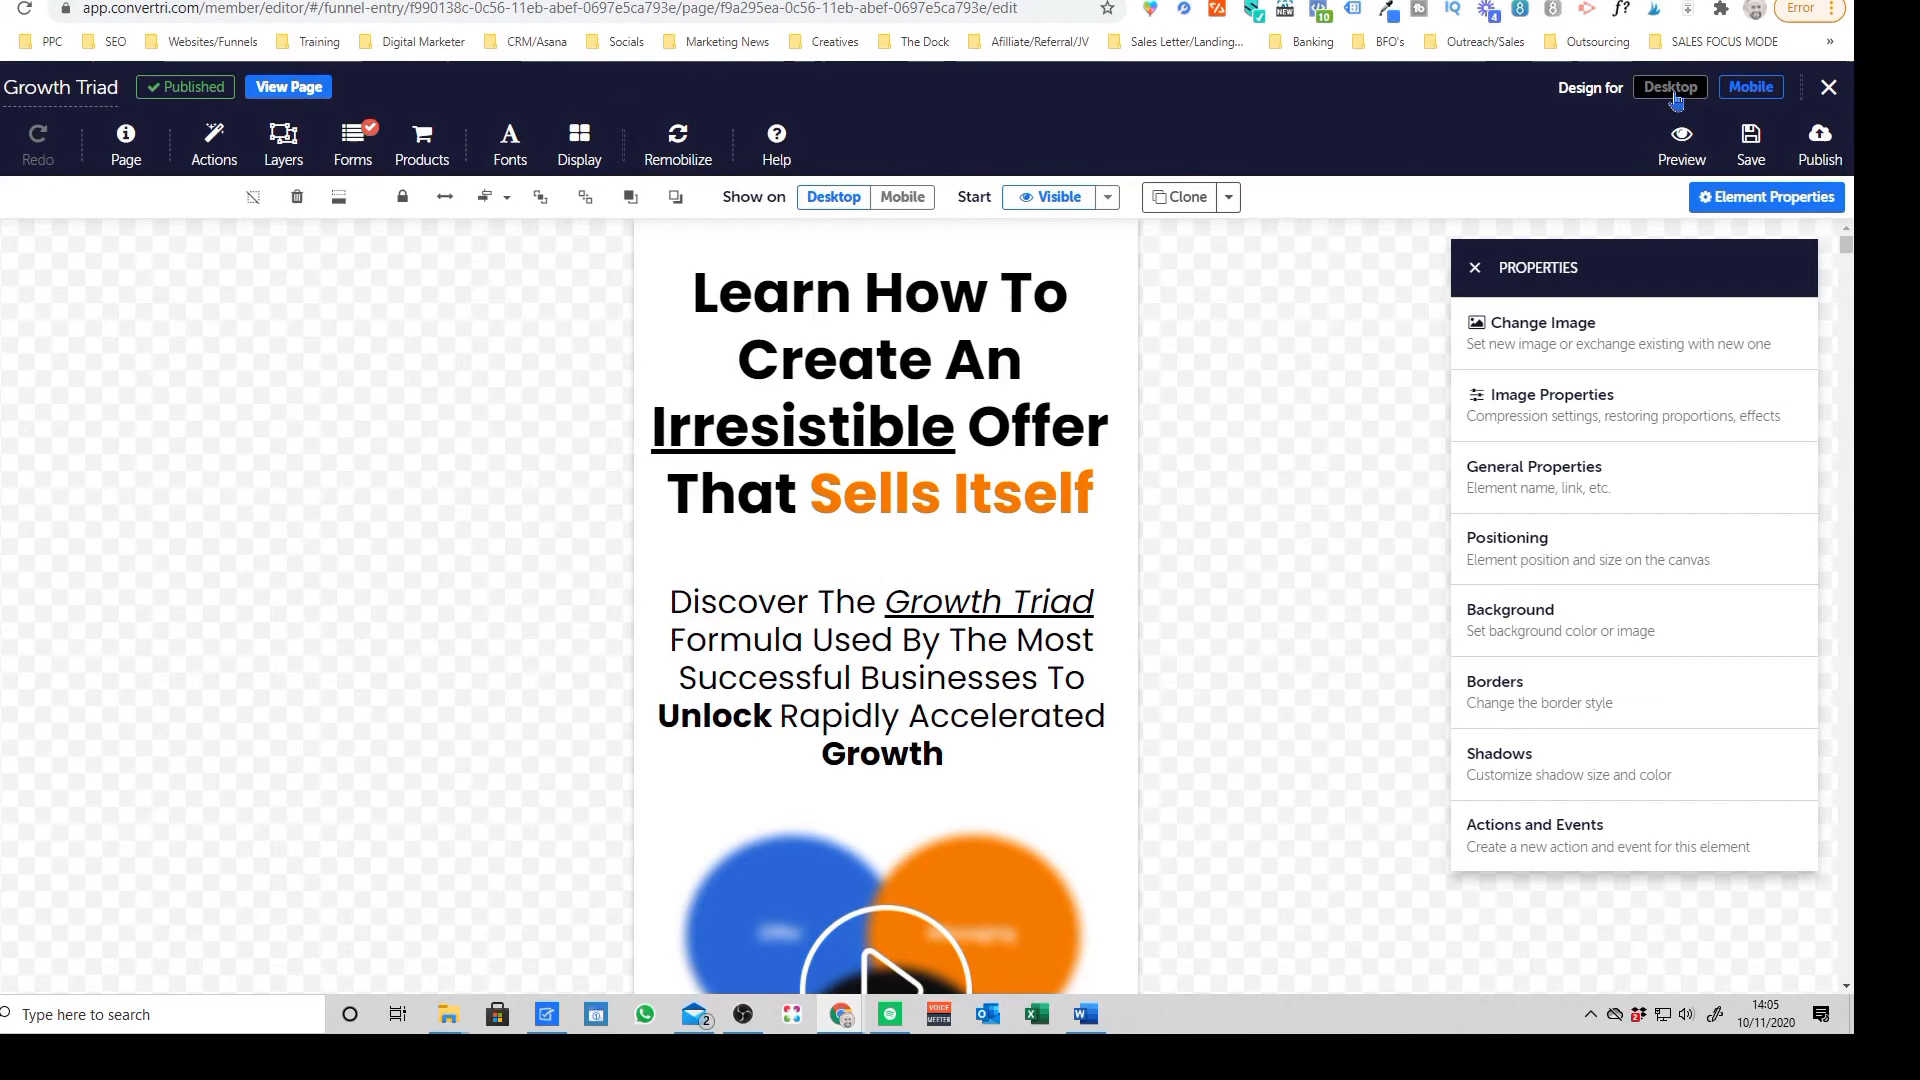 app.convertri.com/member/editor/#/funnel-entry/f990138c-0c56-11eb-abef-0697e5ca793e/page/f9a295ea-0c56-11eb-abef-0697e5ca793e/edit
Error
PPC SEO Websites/Funnels Training Digital Marketer CRM/Asana Socials Marketing News Creatives The Dock Afilliate/Referral/JV Sales Letter/Landing... Banking BFO's Outreach/Sales Outsourcing SALES FOCUS MODE »
Growth Triad Published View Page Design for Desktop Mobile
Redo Page Actions Layers Forms Products Fonts Display Remobilize Help Preview Save Publish
Show on Desktop Mobile Start Visible Clone Element Properties
Learn How To
Create An
Irresistible Offer
That Sells Itself
Discover The Growth Triad
Formula Used By The Most
Successful Businesses To
Unlock Rapidly Accelerated
Growth
PROPERTIES
Change Image
Set new image or exchange existing with new one
Image Properties
Compression settings, restoring proportions, effects
General Properties
Element name, link, etc.
Positioning
Element position and size on the canvas
Background
Set background color or image
Borders
Change the border style
Shadows
Customize shadow size and color
Actions and Events
Create a new action and event for this element
Type here to search
2
VOICE
MEETER
14:05
10/11/2020